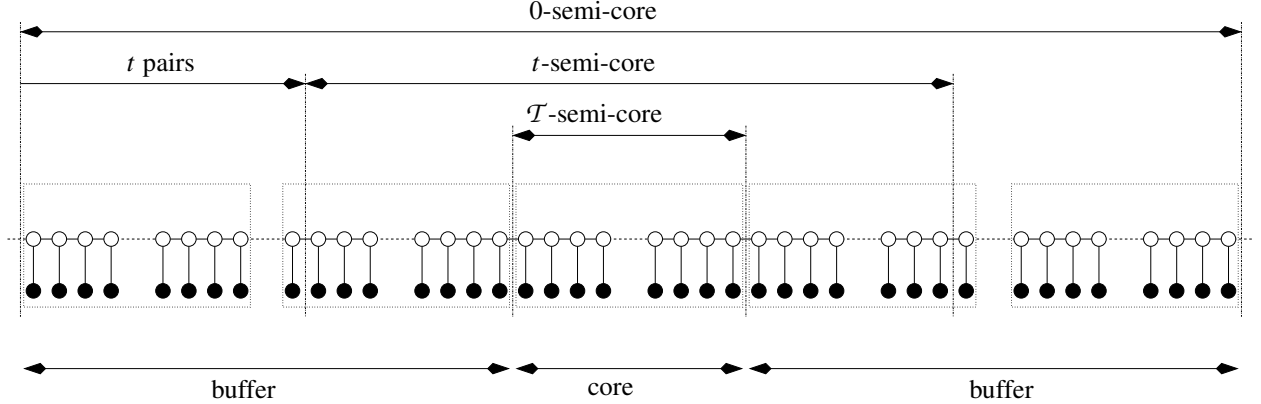 0-semi-core
t pairs
t-semi-core
𝒯-semi-core
buffer
core
buffer